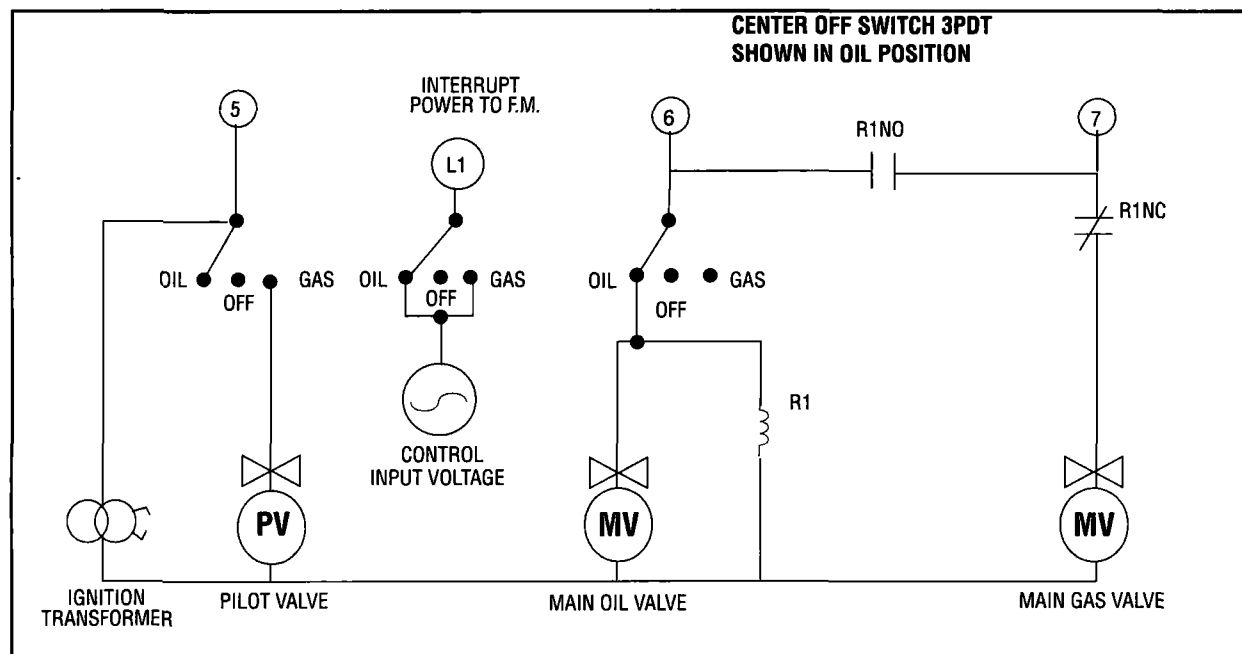 CENTER OFF SWITCH 3PDT
SHOWN IN OIL POSITION
INTERRUPT
POWER TO F.M.
5
L1
6
R1NO
7
R1NC
OIL
OFF
GAS
OIL
OFF
GAS
OIL
OFF
GAS
R1
CONTROL
INPUT VOLTAGE
PV
MV
MV
IGNITION
TRANSFORMER
PILOT VALVE
MAIN OIL VALVE
MAIN GAS VALVE